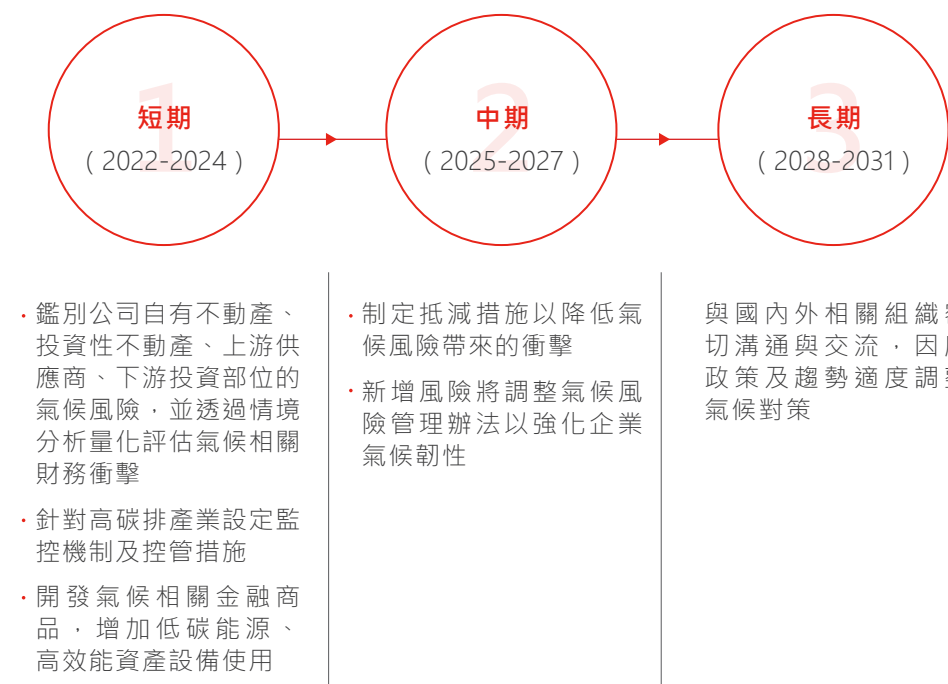 1
短期
( 2022-2024 )
2
中期
( 2025-2027 )
3
長期
( 2028-2031 )
· 鑑別公司自有不動產、
投資性不動產、上游供
應商、下游投資部位的
氣候風險，並透過情境
分析量化評估氣候相關
財務衝擊
· 針對高碳排產業設定監
控機制及控管措施
· 開發氣候相關金融商
品，增加低碳能源、
高效能資產設備使用
· 制定抵減措施以降低氣
候風險帶來的衝擊
· 新增風險將調整氣候風
險管理辦法以強化企業
氣候韌性
與國內外相關組織
切溝通與交流，因
政策及趨勢適度調
氣候對策